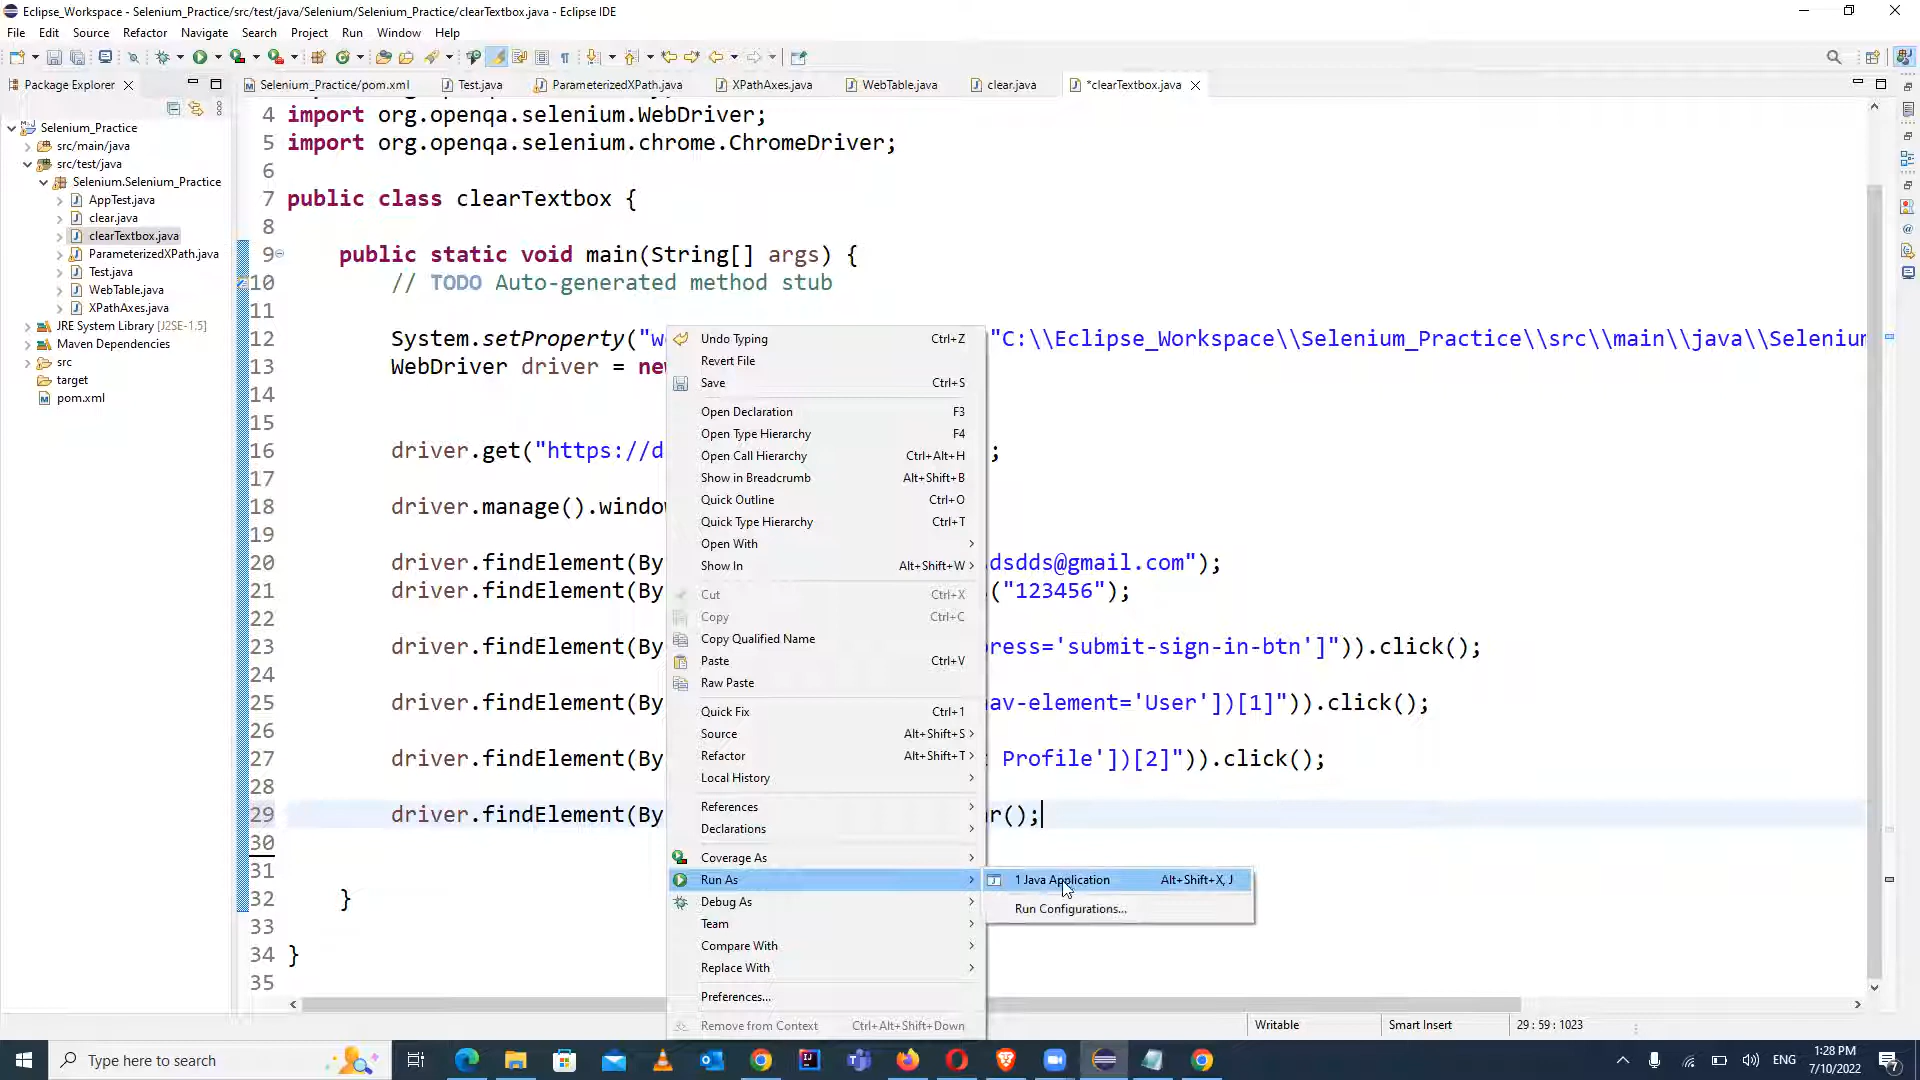 Eclipse_Workspace - Selenium_Practice/src/test/java/Selenium/Selenium_Practice/clearTextbox.java - Eclipse IDE
File Edit Source Refactor Navigate Search Project Run Window Help
Package Explorer
Selenium_Practice/pom.xml Test.java ParameterizedXPath.java XPathAxes.java WebTable.java clear.java *clearTextbox.java
Selenium_Practice
src/main/java
src/test/java
Selenium.Selenium_Practice
AppTest.java
clear.java
clearTextbox.java
ParameterizedXPath.java
Test.java
WebTable.java
XPathAxes.java
JRE System Library [J2SE-1.5]
Maven Dependencies
src
target
pom.xml
4 import org.openqa.selenium.WebDriver;
5 import org.openqa.selenium.chrome.ChromeDriver;
6
7 public class clearTextbox {
8
9 public static void main(String[] args) {
10 // TODO Auto-generated method stub
11
12 System.setProperty("w "C:\\Eclipse_Workspace\\Selenium_Practice\\src\\main\\java\\Selenium
13 WebDriver driver = new
14
15
16 driver.get("https://d ;
17
18 driver.manage().window
19
20 driver.findElement(By dsdds@gmail.com");
21 driver.findElement(By ("123456");
22
23 driver.findElement(By press='submit-sign-in-btn']")).click();
24
25 driver.findElement(By av-element='User'])[1]")).click();
26
27 driver.findElement(By Profile'])[2]")).click();
28
29 driver.findElement(By r();
30
31
32 }
33
34 }
35
Undo Typing Ctrl+Z
Revert File
Save Ctrl+S
Open Declaration F3
Open Type Hierarchy F4
Open Call Hierarchy Ctrl+Alt+H
Show in Breadcrumb Alt+Shift+B
Quick Outline Ctrl+O
Quick Type Hierarchy Ctrl+T
Open With
Show In Alt+Shift+W
Cut Ctrl+X
Copy Ctrl+C
Copy Qualified Name
Paste Ctrl+V
Raw Paste
Quick Fix Ctrl+1
Source Alt+Shift+S
Refactor Alt+Shift+T
Local History
References
Declarations
Coverage As
Run As
Debug As
Team
Compare With
Replace With
Preferences...
Remove from Context Ctrl+Alt+Shift+Down
1 Java Application Alt+Shift+X, J
Run Configurations...
Writable Smart Insert 29 : 59 : 1023
Type here to search
ENG
1:28 PM
7/10/2022
7